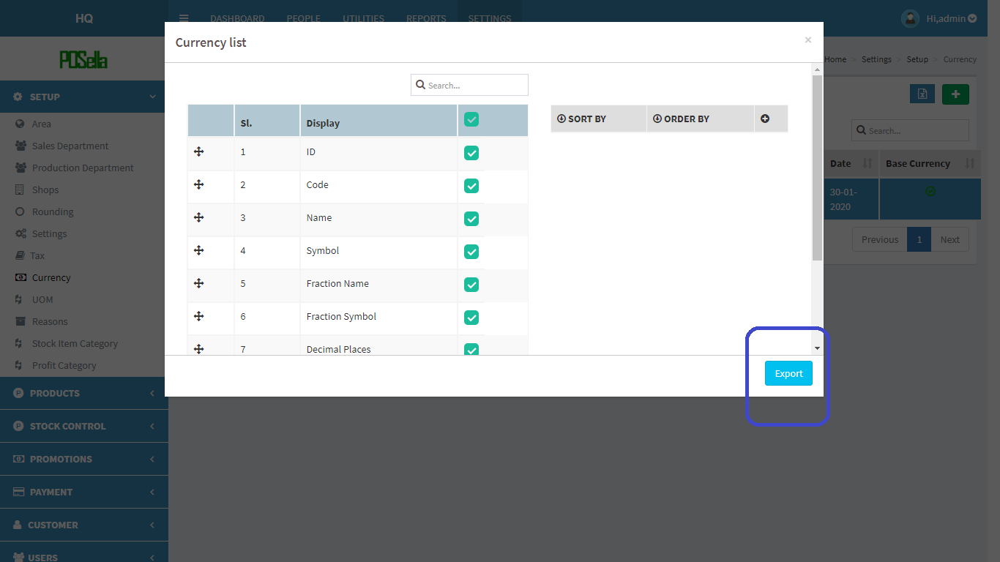 HQ
DASHBOARD PEOPLE UTILITIES REPORTS SETTINGS
Hi,admin
Currency list ×
POSella
Home > Settings > Setup > Currency
SETUP
Area
Sales Department
Production Department
Shops
Rounding
Settings
Tax
Currency
UOM
Reasons
Stock Item Category
Profit Category
PRODUCTS
STOCK CONTROL
PROMOTIONS
PAYMENT
CUSTOMER
USERS
Search...
Sl. Display
1 ID
2 Code
3 Name
4 Symbol
5 Fraction Name
6 Fraction Symbol
7 Decimal Places
SORT BY ORDER BY
Export
Search...
Date Base Currency
30-01-
2020
Previous 1 Next